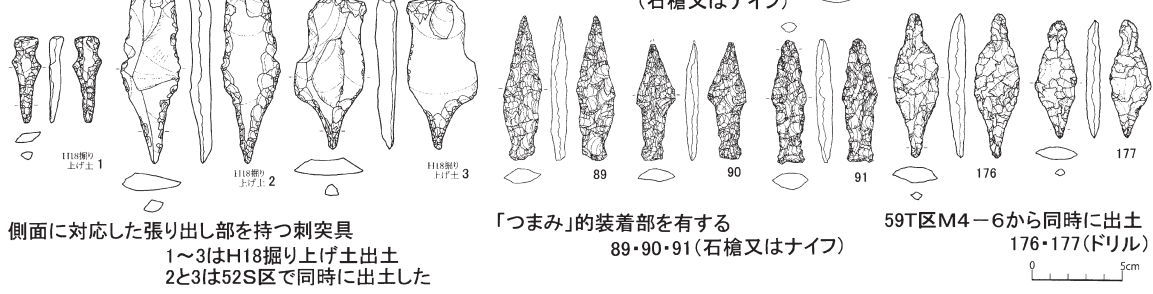 (石槍又はナイフ)
H18掘り
上げ土 1
H18掘り
上げ土 2
H18掘り
上げ土 3
89
90
91
176
177
側面に対応した張り出し部を持つ刺突具
1～3はH18掘り上げ土出土
2と3は52S区で同時に出土した
「つまみ」的装着部を有する
89・90・91(石槍又はナイフ)
59T区M4－6から同時に出土
176・177(ドリル)
0 5cm